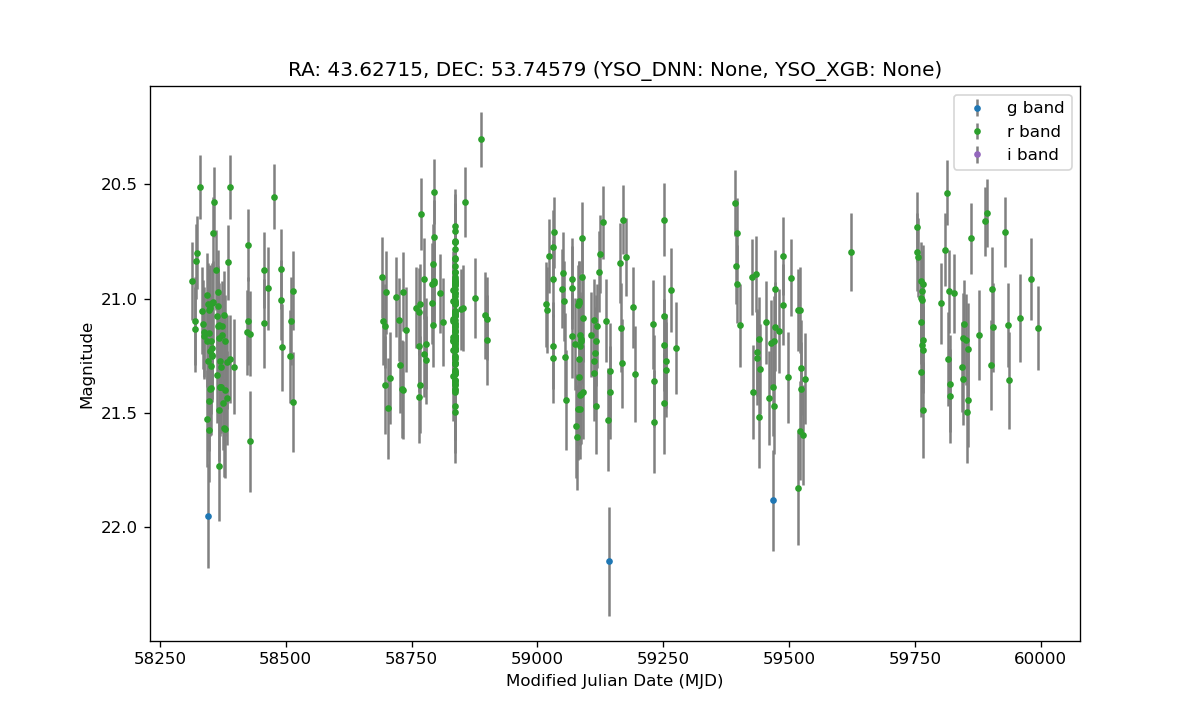 RA: 43.62715, DEC: 53.74579 (YSO_DNN: None, YSO_XGB: None)
g band
r band
i band
20.5
21.0
21.5
22.0
Magnitude
58250 58500 58750 59000 59250 59500 59750 60000
Modified Julian Date (MJD)